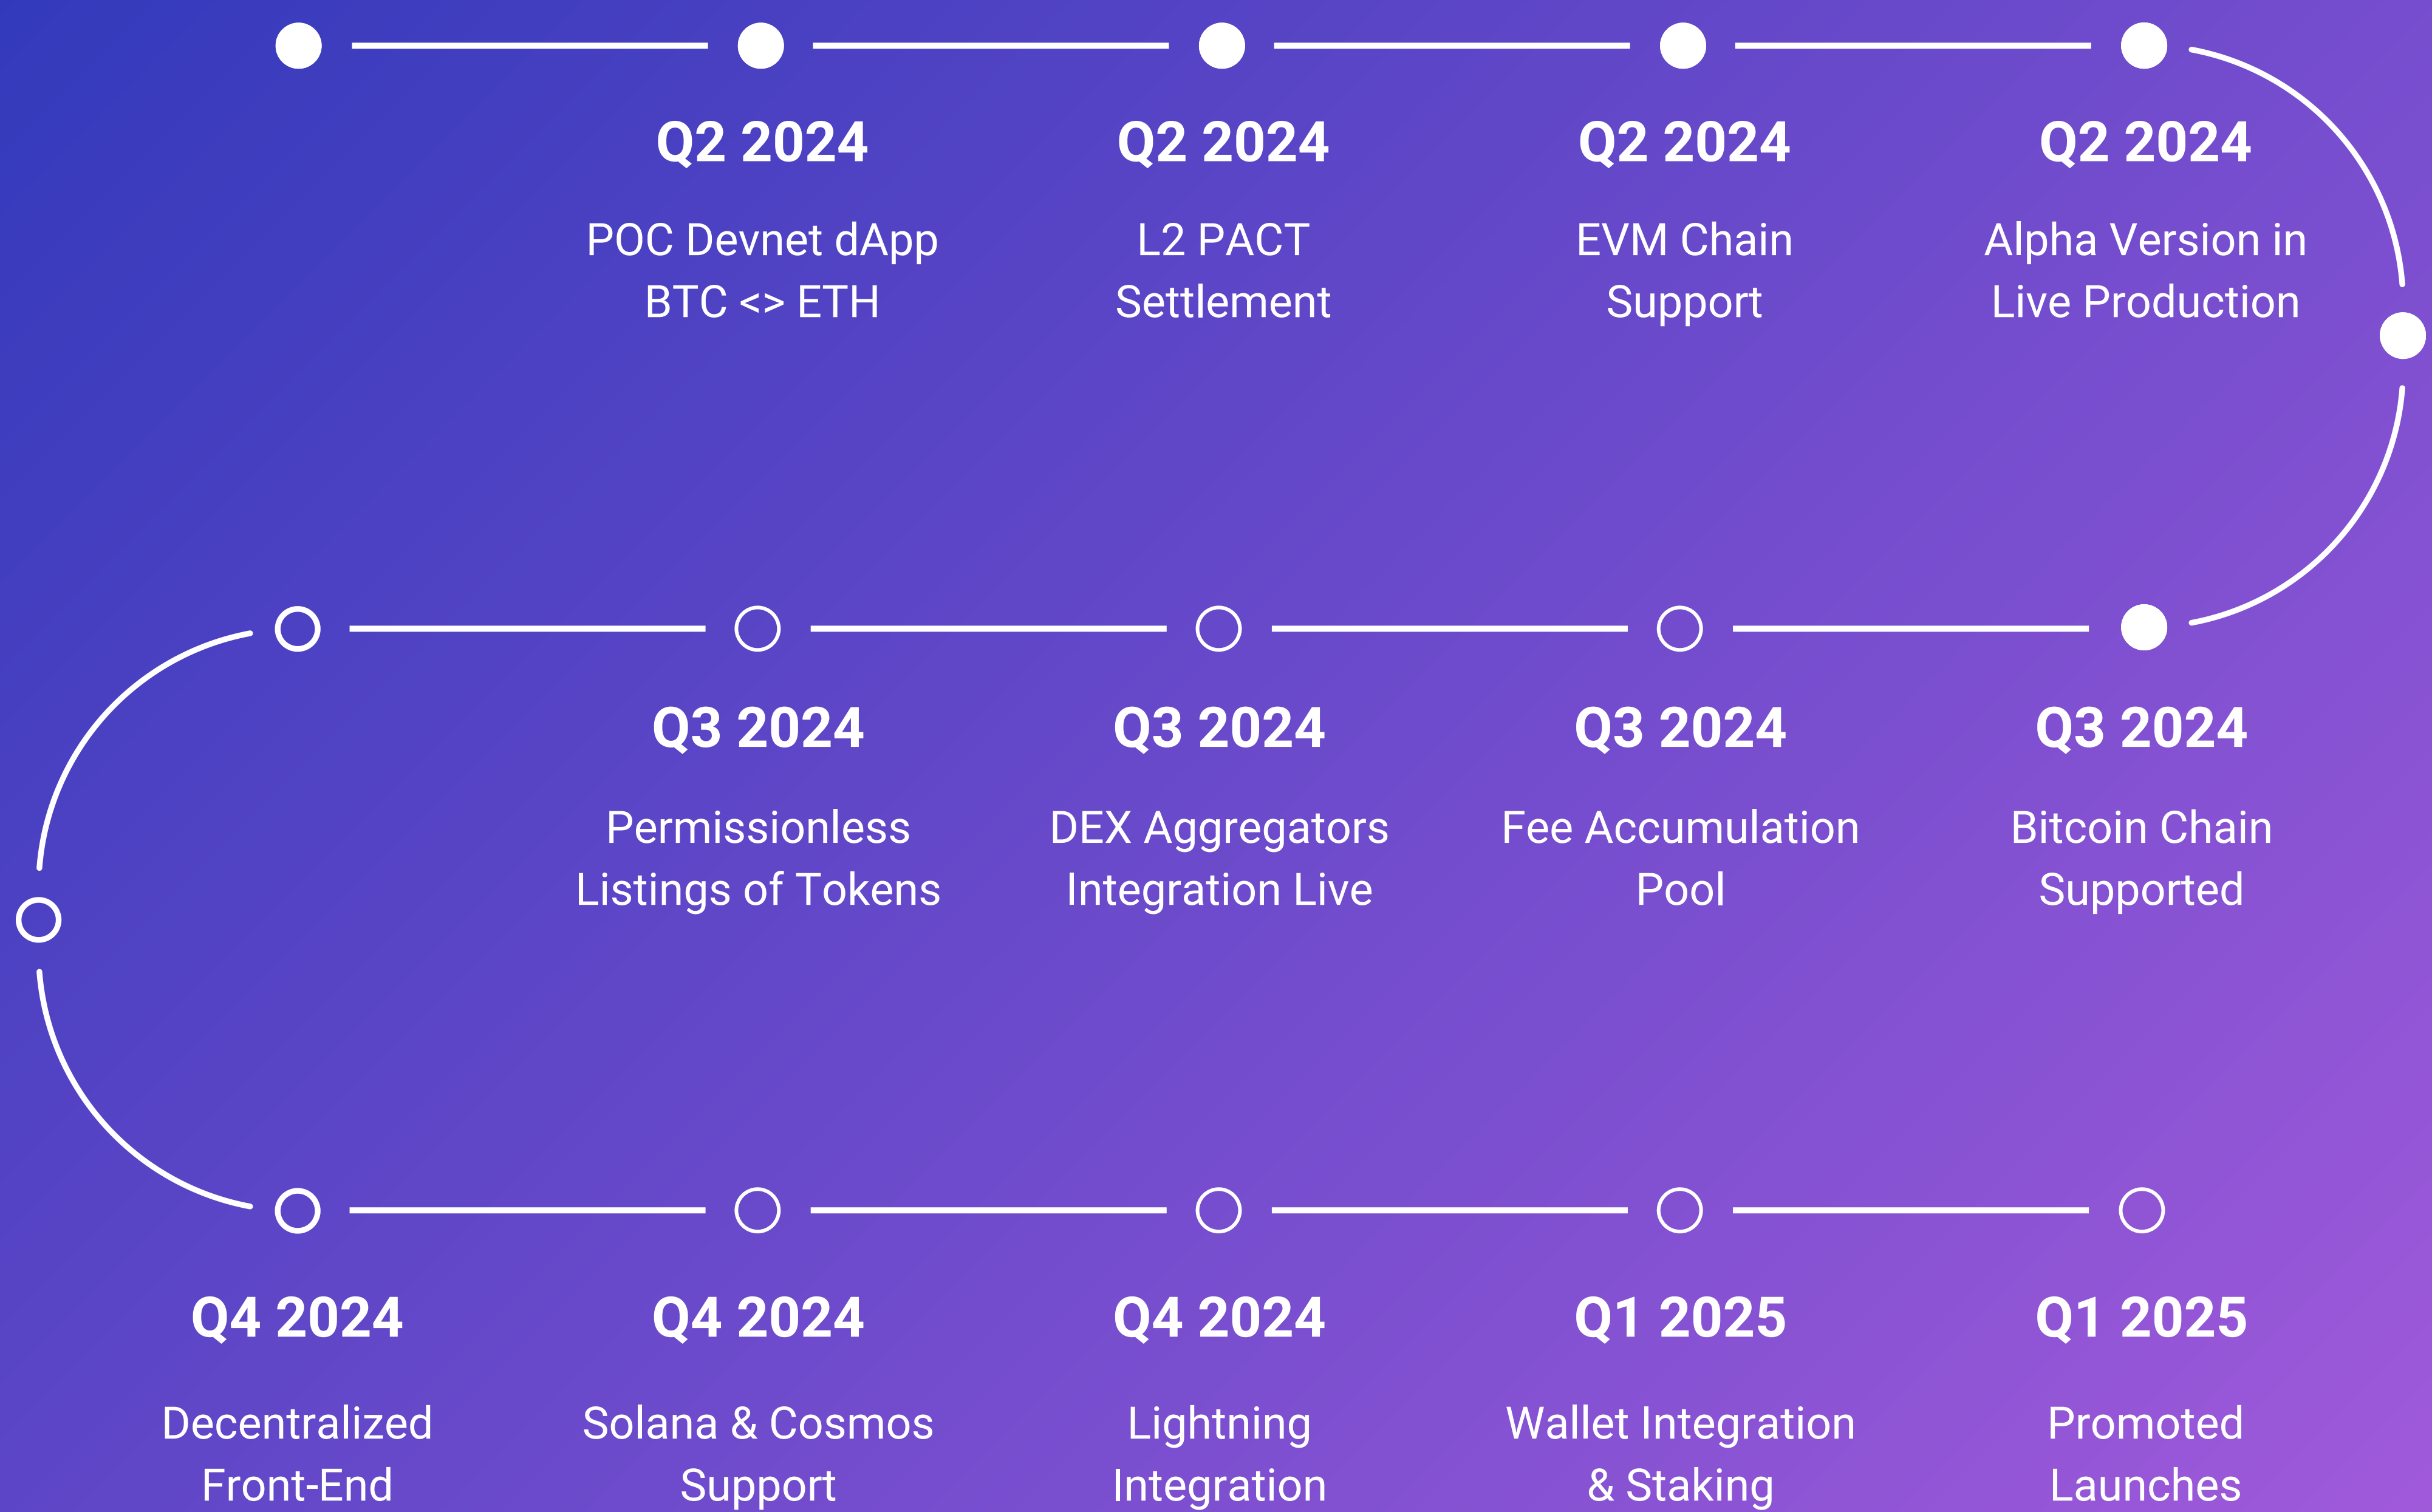 Q2 2024
POC Devnet dApp
BTC <> ETH
Q2 2024
L2 PACT
Settlement
Q2 2024
EVM Chain
Support
Q2 2024
Alpha Version in
Live Production
Q3 2024
Permissionless
Listings of Tokens
Q3 2024
DEX Aggregators
Integration Live
Q3 2024
Fee Accumulation
Pool
Q3 2024
Bitcoin Chain
Supported
Q4 2024
Decentralized
Front-End
Q4 2024
Solana & Cosmos
Support
Q4 2024
Lightning
Integration
Q1 2025
Wallet Integration
& Staking
Q1 2025
Promoted
Launches